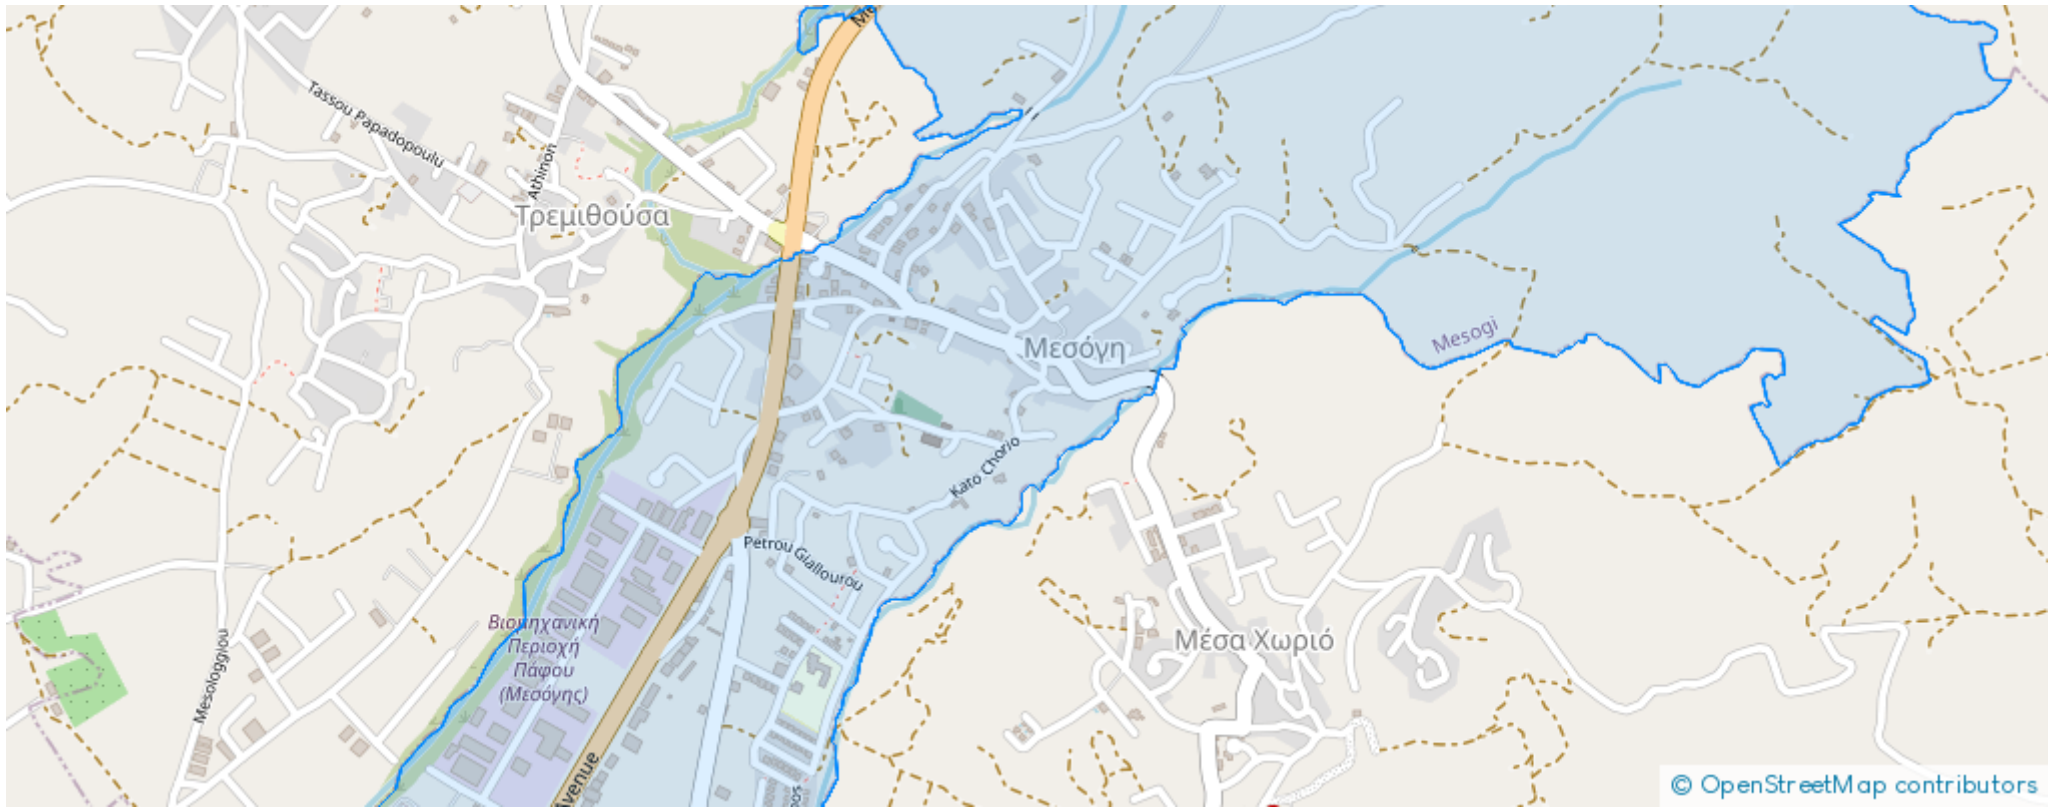 Tassou Papadopoulu
Athinon
Τρεμιθούσα
Μεσόγη
Mesogi
Kato Chorio
Petrou Giallourou
Βιομηχανική
Περιοχή
Πάφου
(Μεσόγης)
Μέσα Χωριό
Mesologgiou
Avenue
© OpenStreetMap contributors